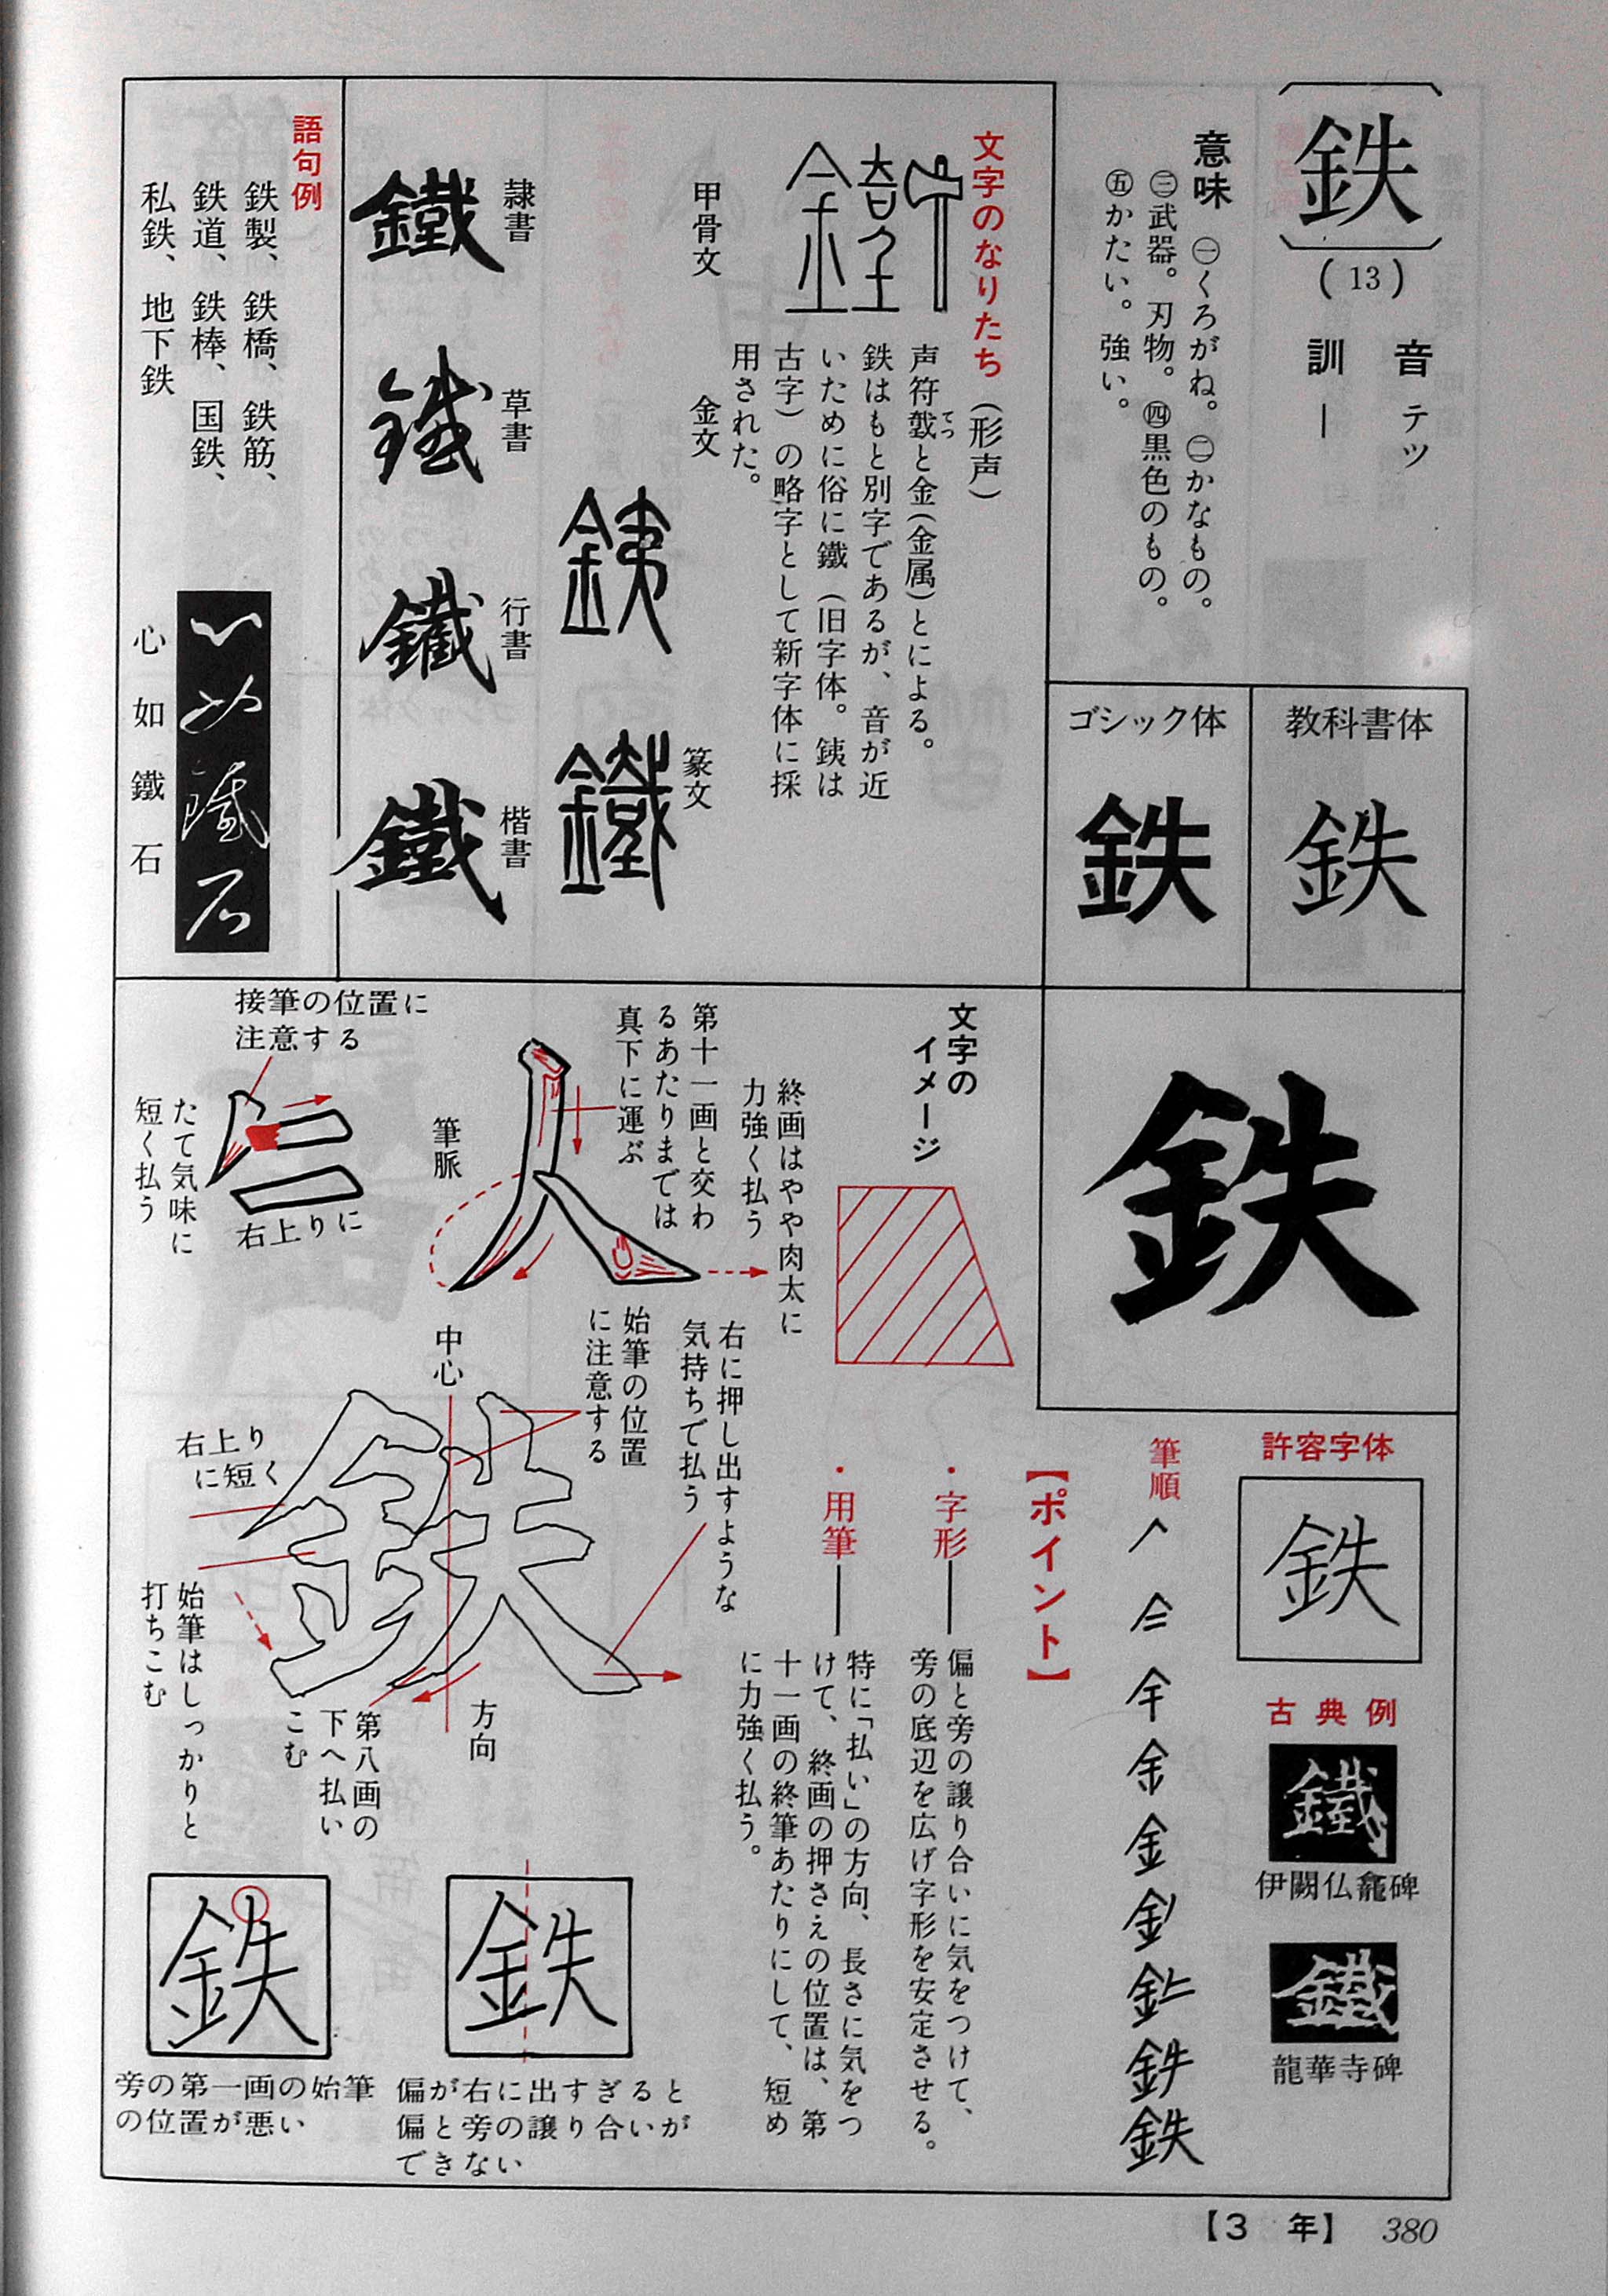 鉄
(13)
音 テツ
訓 ―
意味 ㊀くろがね。㊁かなもの。
㊂武器。刃物。㊃黒色のもの。
㊄かたい。強い。
教科書体
鉄
ゴシック体
鉄
文字のなりたち（形声）
声符𢧜と金(金属)とによる。
てつ
鉄はもと別字であるが、音が近
いために俗に鐵（旧字体。銕は
古字）の略字として新字体に採
用された。
甲骨文
金文
銕
篆文
鐵
隷書
鐵
草書
鐵
行書
鐵
楷書
鐵
語句例
鉄製、鉄橋、鉄筋、
鉄道、鉄棒、国鉄、
私鉄、地下鉄
心如鐵石
心如鐵石
鉄
許容字体
鉄
古典例
鐵
伊闕仏龕碑
鐵
龍華寺碑
筆順
鉄
文字の
イメージ
【ポイント】
・字形――偏と旁の譲り合いに気をつけて、
旁の底辺を広げ字形を安定させる。
・用筆――特に「払い」の方向、長さに気をつ
けて、終画の押さえの位置は、第
十一画の終筆あたりにして、短め
に力強く払う。
終画はやや肉太に
力強く払う
第十一画と交わ
るあたりまでは
真下に運ぶ
筆脈
接筆の位置に
注意する
たて気味に
短く払う
右上りに
右に押し出すような
気持ちで払う
始筆の位置
に注意する
中心
右上り
に短く
始筆はしっかりと
打ちこむ
第八画の
下へ払い
こむ
方向
鉄
偏が右に出すぎると
偏と旁の譲り合いが
できない
鉄
旁の第一画の始筆
の位置が悪い
【3 年】 380